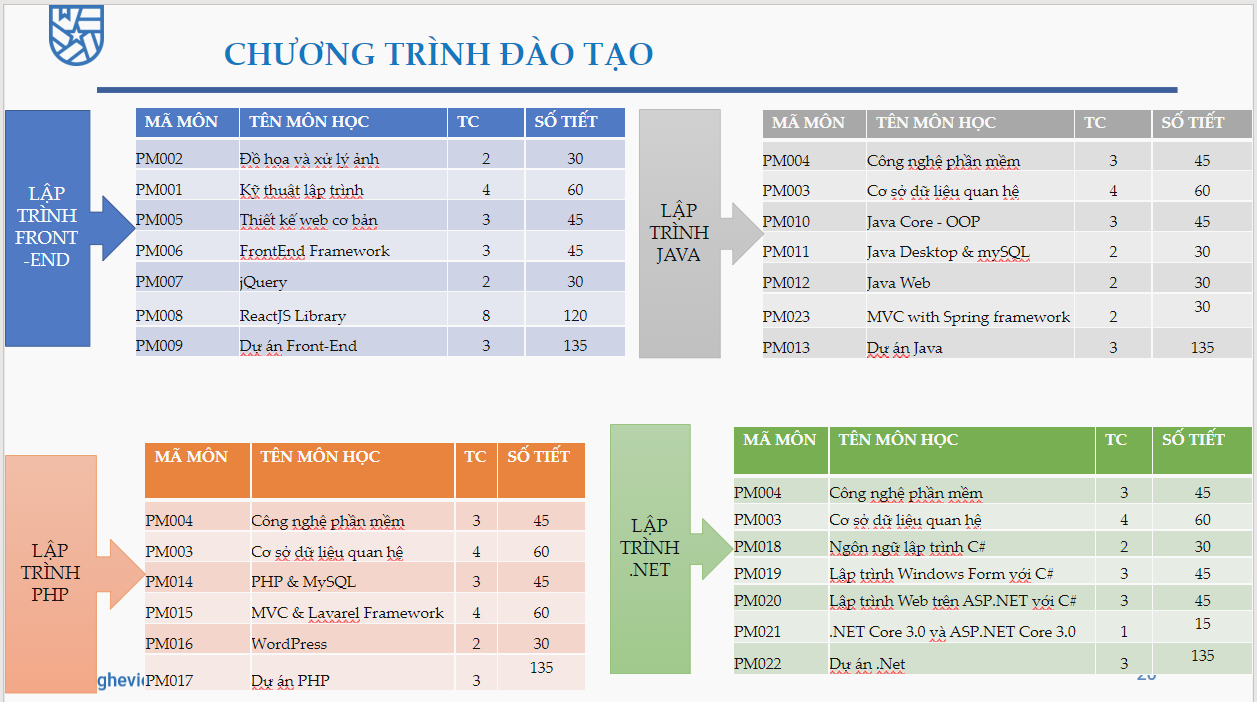 CHƯƠNG TRÌNH ĐÀO TẠO
LẬP
TRÌNH
FRONT
-END
MÃ MÔN TÊN MÔN HỌC TC SỐ TIẾT
PM002 Đồ họa và xử lý ảnh 2 30
PM001 Kỹ thuật lập trình 4 60
PM005 Thiết kế web cơ bản 3 45
PM006 FrontEnd Framework 3 45
PM007 jQuery 2 30
PM008 ReactJS Library 8 120
PM009 Dự án Front-End 3 135
LẬP
TRÌNH
JAVA
MÃ MÔN TÊN MÔN HỌC TC SỐ TIẾT
PM004 Công nghệ phần mềm 3 45
PM003 Cơ sở dữ liệu quan hệ 4 60
PM010 Java Core - OOP 3 45
PM011 Java Desktop & mySQL 2 30
PM012 Java Web 2 30
PM023 MVC with Spring framework 2 30
PM013 Dự án Java 3 135
LẬP
TRÌNH
PHP
MÃ MÔN TÊN MÔN HỌC TC SỐ TIẾT
PM004 Công nghệ phần mềm 3 45
PM003 Cơ sở dữ liệu quan hệ 4 60
PM014 PHP & MySQL 3 45
PM015 MVC & Lavarel Framework 4 60
PM016 WordPress 2 30
PM017 Dự án PHP 3 135
LẬP
TRÌNH
.NET
MÃ MÔN TÊN MÔN HỌC TC SỐ TIẾT
PM004 Công nghệ phần mềm 3 45
PM003 Cơ sở dữ liệu quan hệ 4 60
PM018 Ngôn ngữ lập trình C# 2 30
PM019 Lập trình Windows Form với C# 3 45
PM020 Lập trình Web trên ASP.NET với C# 3 45
PM021 .NET Core 3.0 và ASP.NET Core 3.0 1 15
PM022 Dự án .Net 3 135